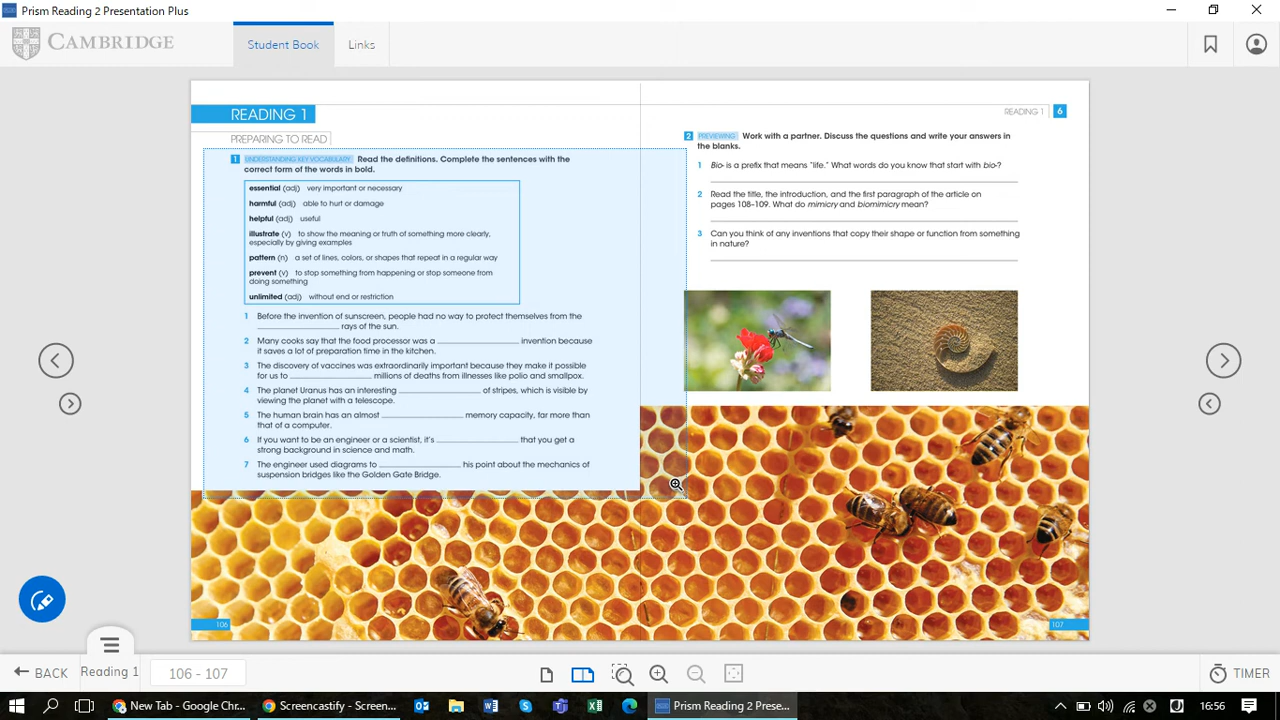 Prism Reading 2 Presentation Plus
CAMBRIDGE
Student Book
Links
READING 1
PREPARING TO READ
1 UNDERSTANDING KEY VOCABULARY Read the definitions. Complete the sentences with the
correct form of the words in bold.
essential (adj) very important or necessary
harmful (adj) able to hurt or damage
helpful (adj) useful
illustrate (v) to show the meaning or truth of something more clearly,
especially by giving examples
pattern (n) a set of lines, colors, or shapes that repeat in a regular way
prevent (v) to stop something from happening or stop someone from
doing something
unlimited (adj) without end or restriction
1 Before the invention of sunscreen, people had no way to protect themselves from the
____________ rays of the sun.
2 Many cooks say that the food processor was a ____________ invention because
it saves a lot of preparation time in the kitchen.
3 The discovery of vaccines was extraordinarily important because they make it possible
for us to ____________ millions of deaths from illnesses like polio and smallpox.
4 The planet Uranus has an interesting ____________ of stripes, which is visible by
viewing the planet with a telescope.
5 The human brain has an almost ____________ memory capacity, far more than
that of a computer.
6 If you want to be an engineer or a scientist, it's ____________ that you get a
strong background in science and math.
7 The engineer used diagrams to ____________ his point about the mechanics of
suspension bridges like the Golden Gate Bridge.
106
READING 1 6
2 PREVIEWING Work with a partner. Discuss the questions and write your answers in
the blanks.
1 Bio- is a prefix that means "life." What words do you know that start with bio-?
2 Read the title, the introduction, and the first paragraph of the article on
pages 108–109. What do mimicry and biomimicry mean?
3 Can you think of any inventions that copy their shape or function from something
in nature?
107
BACK
Reading 1
106 - 107
TIMER
New Tab - Google Chr...
Screencastify - Screen...
Prism Reading 2 Prese...
16:56